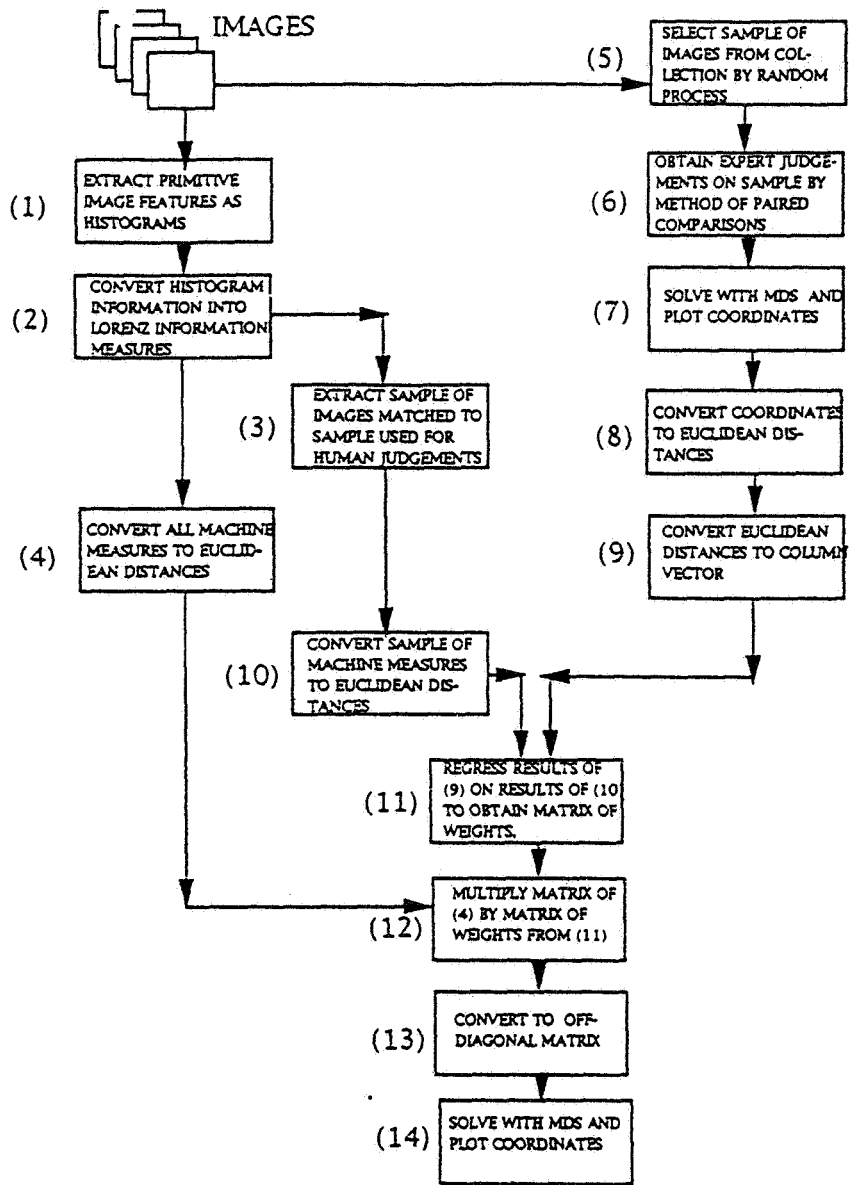 IMAGES
(5)
SELECT SAMPLE OF
IMAGES FROM COL-
LECTION BY RANDOM
PROCESS
(1)
EXTRACT PRIMITIVE
IMAGE FEATURES AS
HISTOGRAMS
(6)
OBTAIN EXPERT JUDGE-
MENTS ON SAMPLE BY
METHOD OF PAIRED
COMPARISONS
(2)
CONVERT HISTOGRAM
INFORMATION INTO
LORENZ INFORMATION
MEASURES
(7)
SOLVE WITH MDS AND
PLOT COORDINATES
(3)
EXTRACT SAMPLE OF
IMAGES MATCHED TO
SAMPLE USED FOR
HUMAN JUDGEMENTS
(8)
CONVERT COORDINATES
TO EUCLIDEAN DIS-
TANCES
(4)
CONVERT ALL MACHINE
MEASURES TO EUCLID-
EAN DISTANCES
(9)
CONVERT EUCLIDEAN
DISTANCES TO COLUMN
VECTOR
(10)
CONVERT SAMPLE OF
MACHINE MEASURES
TO EUCLIDEAN DIS-
TANCES
(11)
REGRESS RESULTS OF
(9) ON RESULTS OF (10
TO OBTAIN MATRIX OF
WEIGHTS.
(12)
MULTIPLY MATRIX OF
(4) BY MATRIX OF
WEIGHTS FROM (11)
(13)
CONVERT TO OFF-
DIAGONAL MATRIX
(14)
SOLVE WITH MDS AND
PLOT COORDINATES